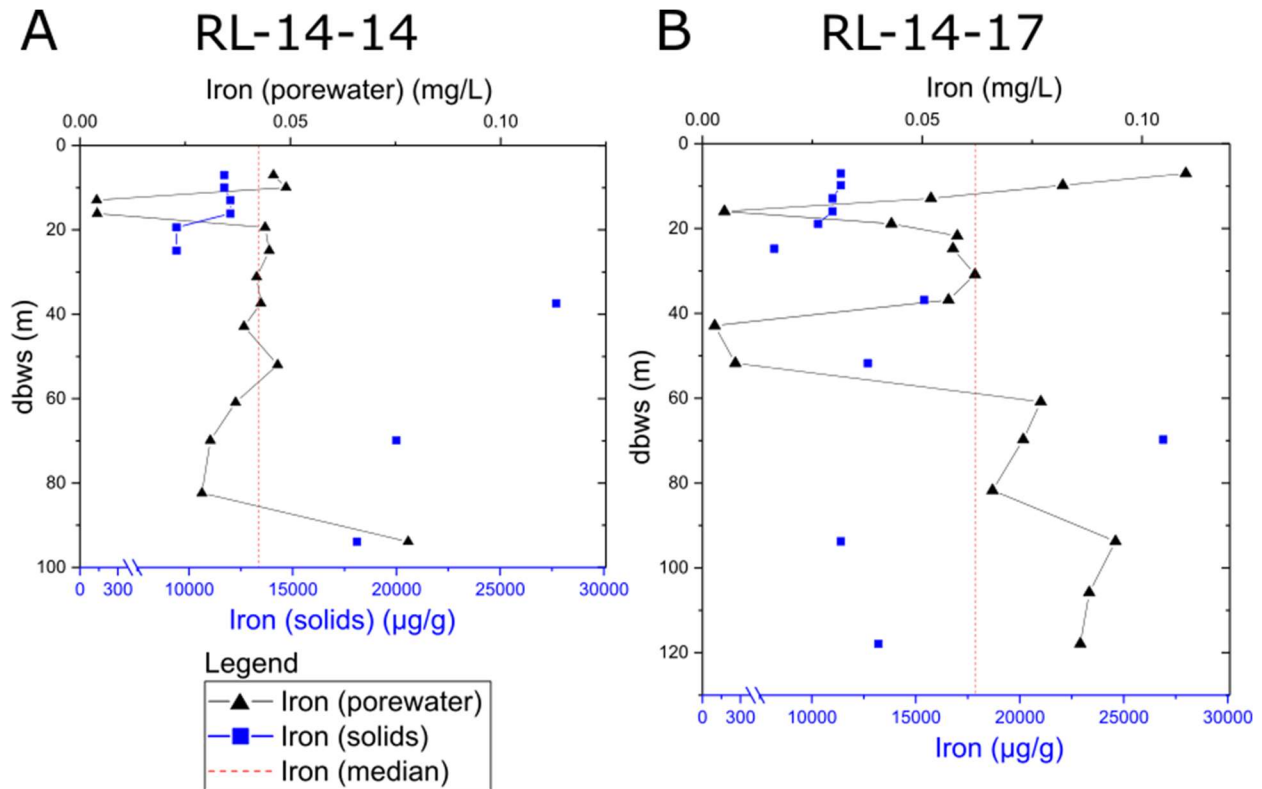 A RL-14-14
Iron (porewater) (mg/L)
0.00 0.05 0.10
0
20
40
60
80
100
dbws (m)
0 300 10000 15000 20000 25000 30000
Iron (solids) (µg/g)
Legend
Iron (porewater)
Iron (solids)
Iron (median)
B RL-14-17
Iron (mg/L)
0.00 0.05 0.10
0
20
40
60
80
100
120
dbws (m)
0 300 10000 15000 20000 25000 30000
Iron (µg/g)